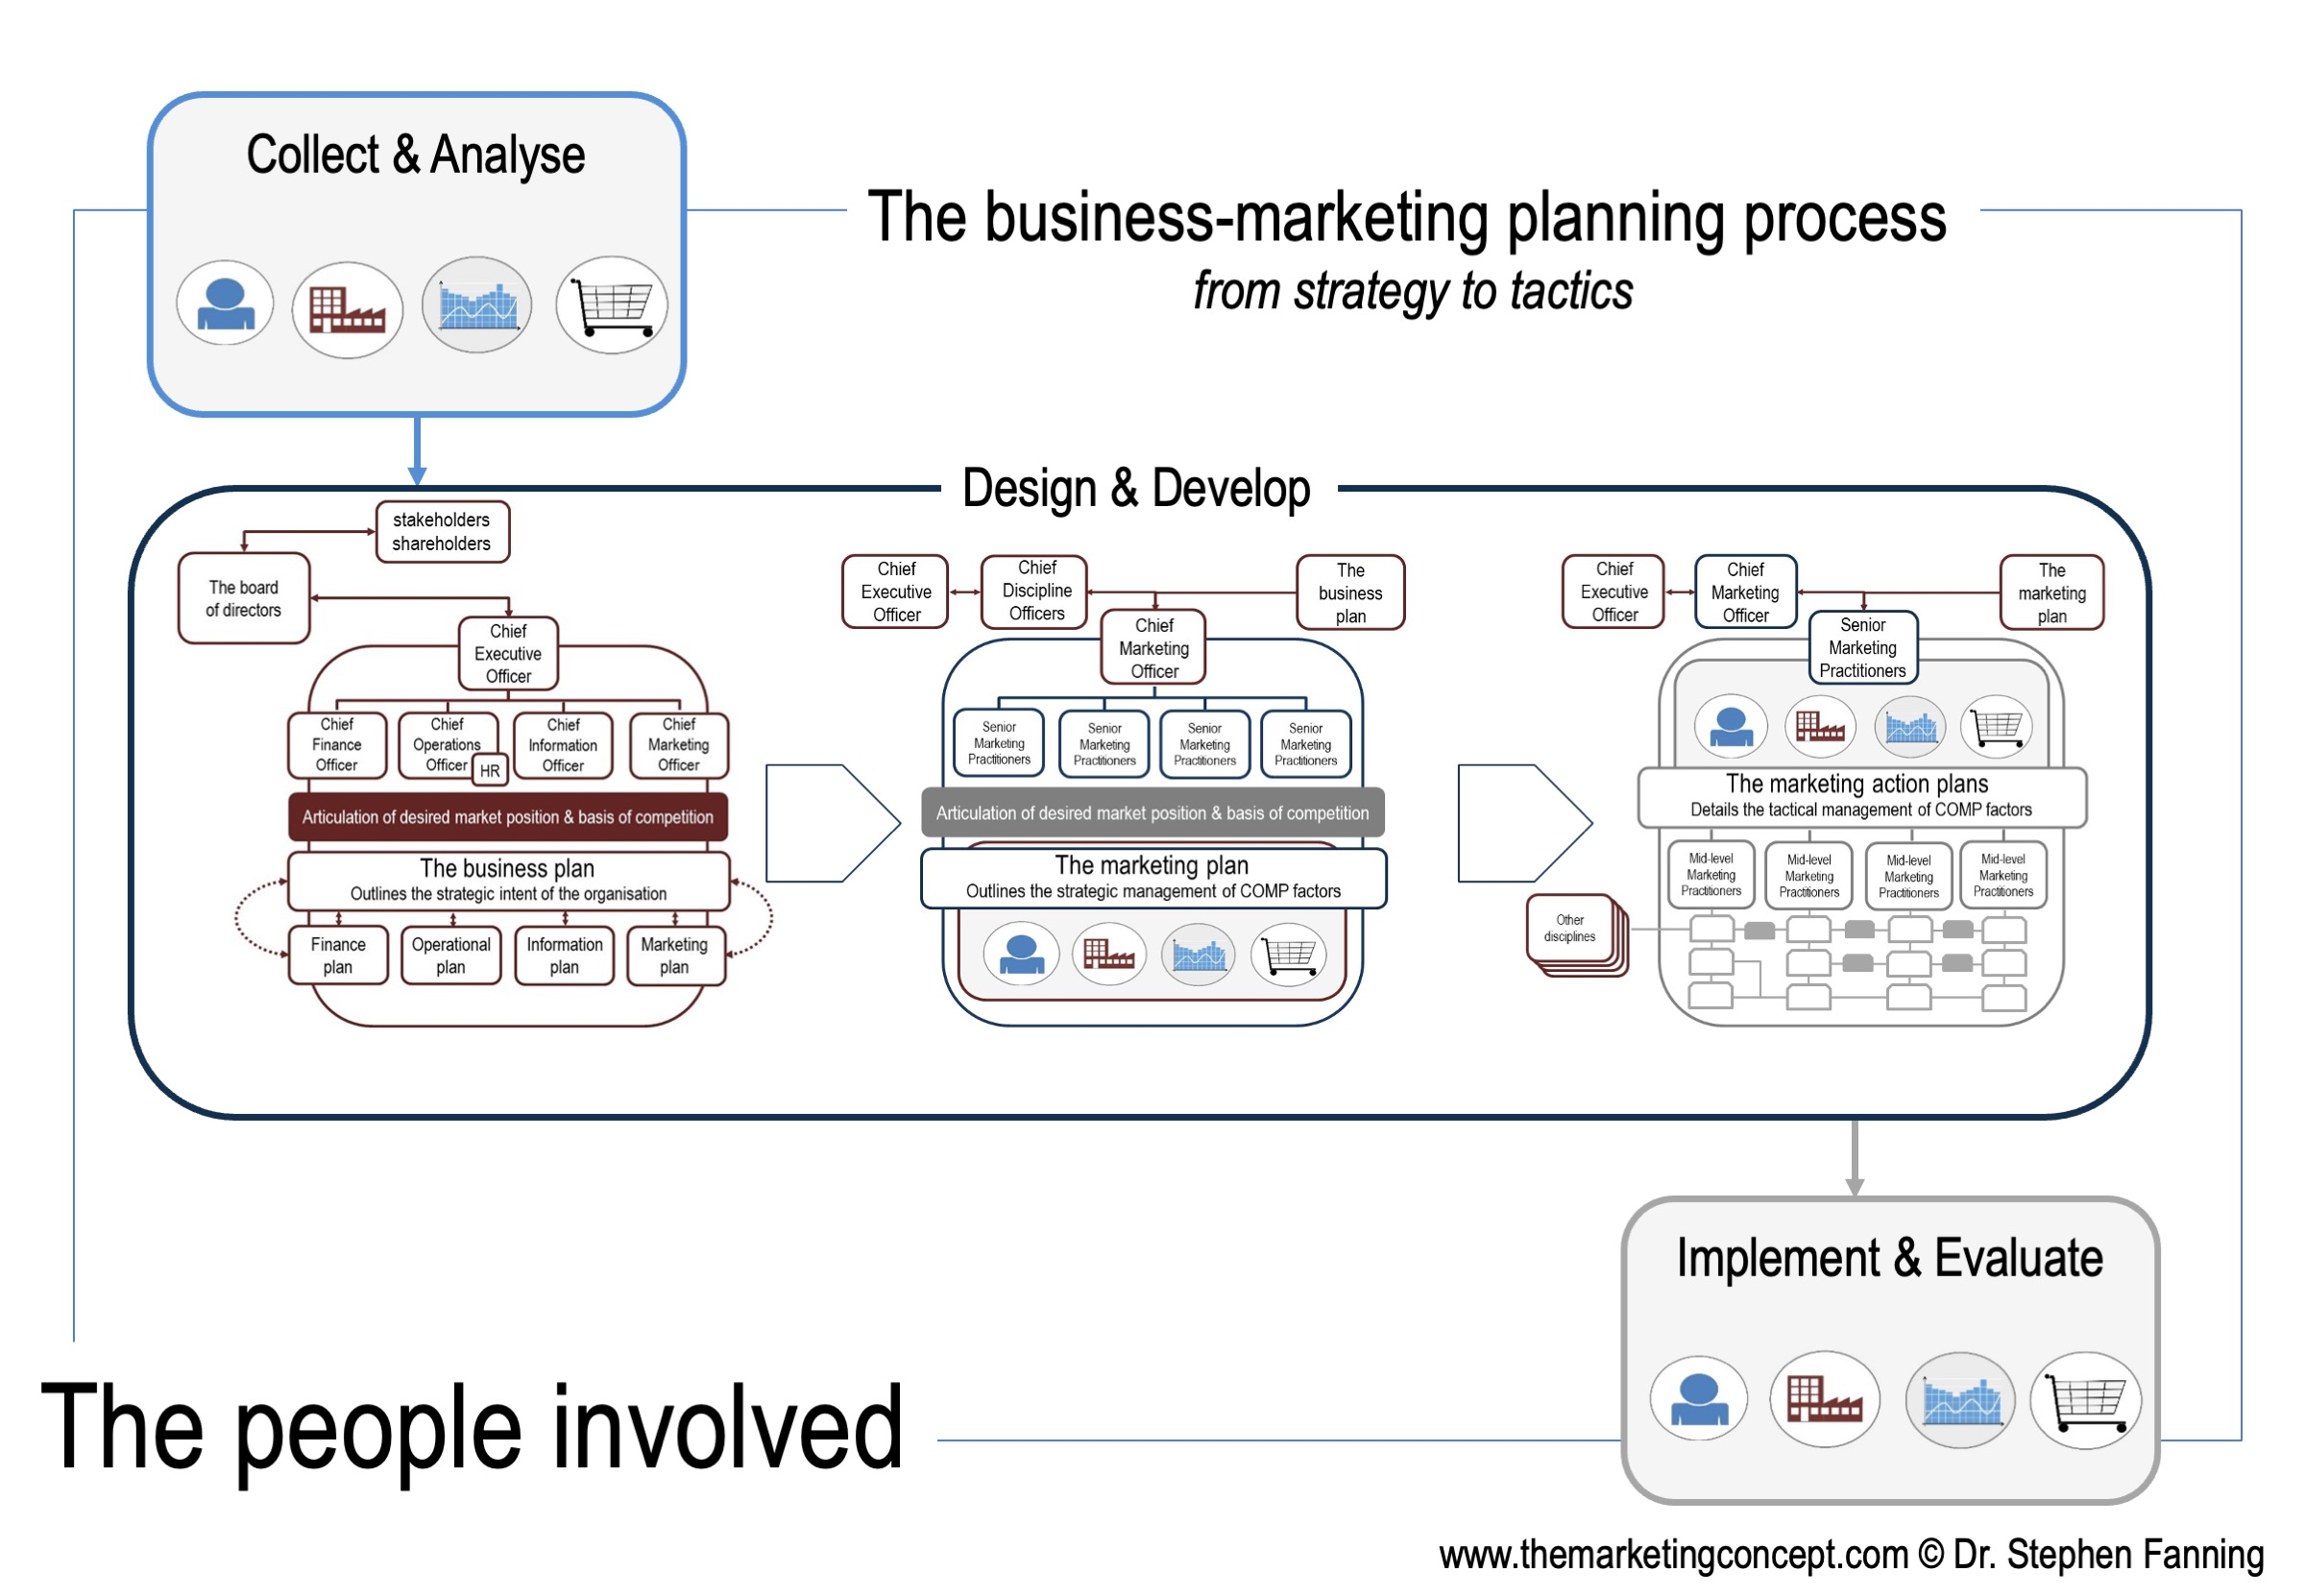 Collect & Analyse
The business-marketing planning process
from strategy to tactics
Design & Develop
stakeholders
shareholders
The board
of directors
Chief
Executive
Officer
Chief
Finance
Officer
Chief
Operations
Officer
HR
Chief
Information
Officer
Chief
Marketing
Officer
Articulation of desired market position & basis of competition
The business plan
Outlines the strategic intent of the organisation
Finance
plan
Operational
plan
Information
plan
Marketing
plan
Chief
Executive
Officer
Chief
Discipline
Officers
The
business
plan
Chief
Marketing
Officer
Senior
Marketing
Practitioners
Senior
Marketing
Practitioners
Senior
Marketing
Practitioners
Senior
Marketing
Practitioners
Articulation of desired market position & basis of competition
The marketing plan
Outlines the strategic management of COMP factors
Chief
Executive
Officer
Chief
Marketing
Officer
The
marketing
plan
Senior
Marketing
Practitioners
The marketing action plans
Details the tactical management of COMP factors
Mid-level
Marketing
Practitioners
Mid-level
Marketing
Practitioners
Mid-level
Marketing
Practitioners
Mid-level
Marketing
Practitioners
Other
disciplines
Implement & Evaluate
The people involved
www.themarketingconcept.com © Dr. Stephen Fanning